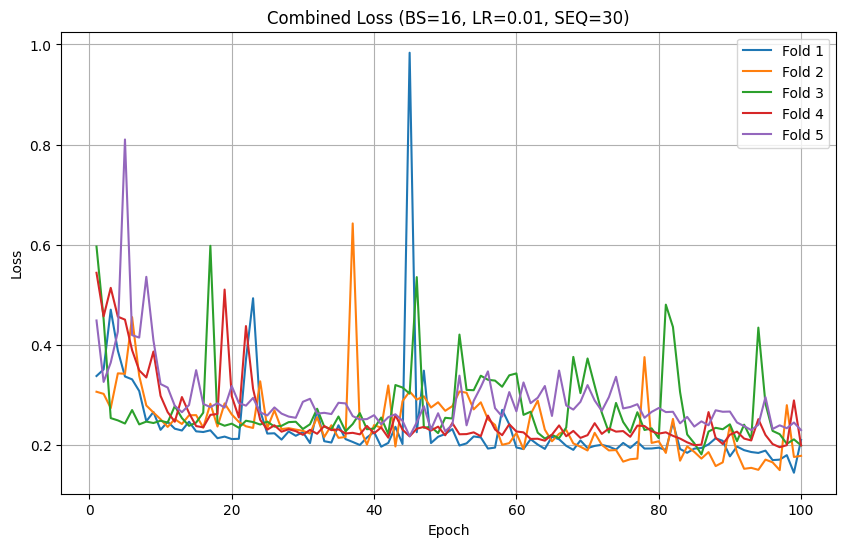 Combined Loss (BS=16, LR=0.01, SEQ=30)
Fold 1
Fold 2
Fold 3
Fold 4
Fold 5
Loss
1.0
0.8
0.6
0.4
0.2
0 20 40 60 80 100
Epoch